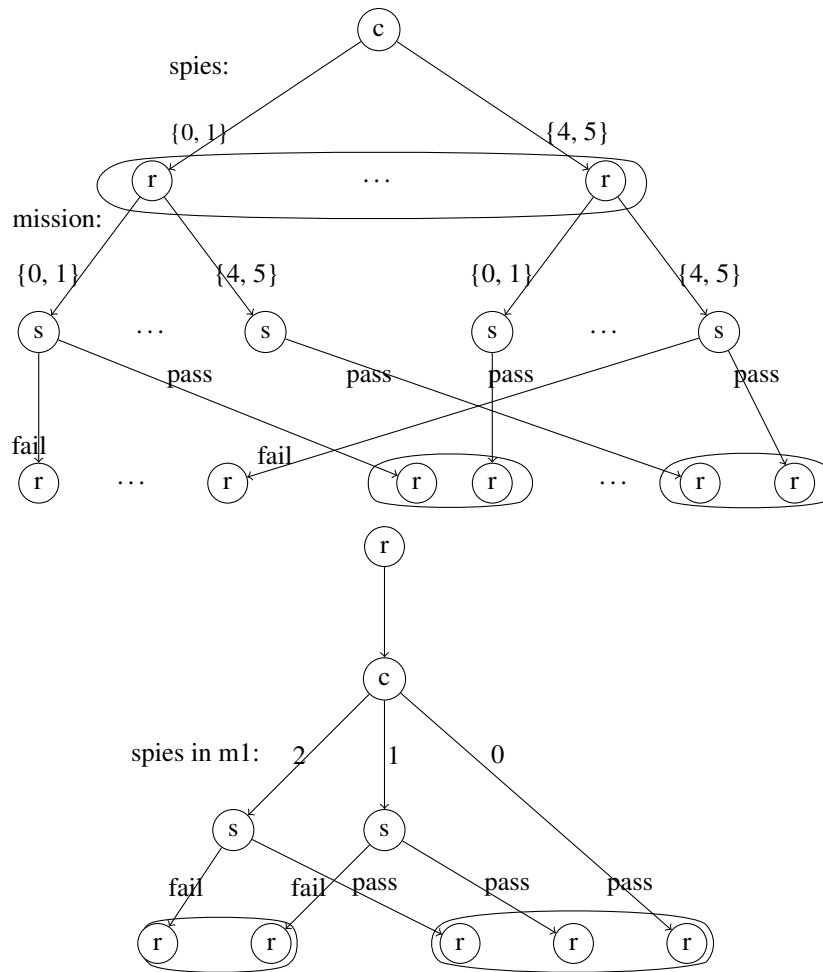 c
spies:
{0, 1} {4, 5}
r … r
mission:
{0, 1} {4, 5} {0, 1} {4, 5}
s … s s … s
pass pass pass pass
fail fail
r … r r r … r r
r
c
spies in m1: 2 1 0
s s
fail fail pass pass pass
r r r r r